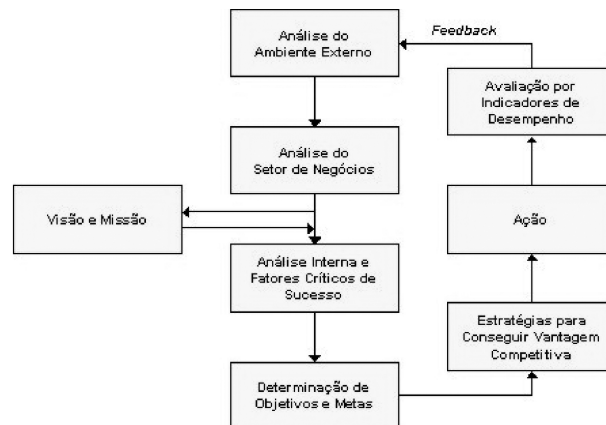 Análise do
Ambiente Externo
Feedback
Avaliação por
Indicadores de
Desempenho
Análise do
Setor de Negócios
Visão e Missão
Ação
Análise Interna e
Fatores Críticos de
Sucesso
Estratégias para
Conseguir Vantagem
Competitiva
Determinação de
Objetivos e Metas